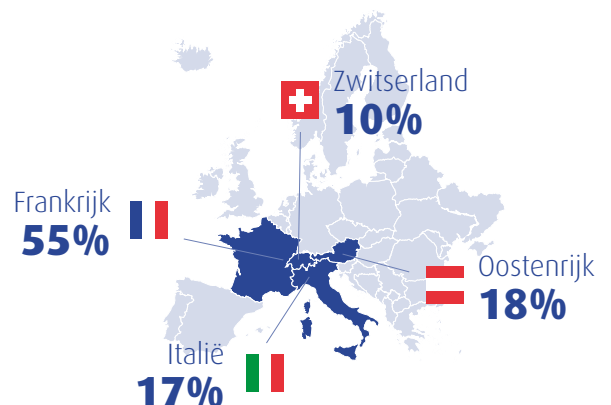 Zwitserland
10%
Frankrijk
55%
Oostenrijk
18%
Italië
17%